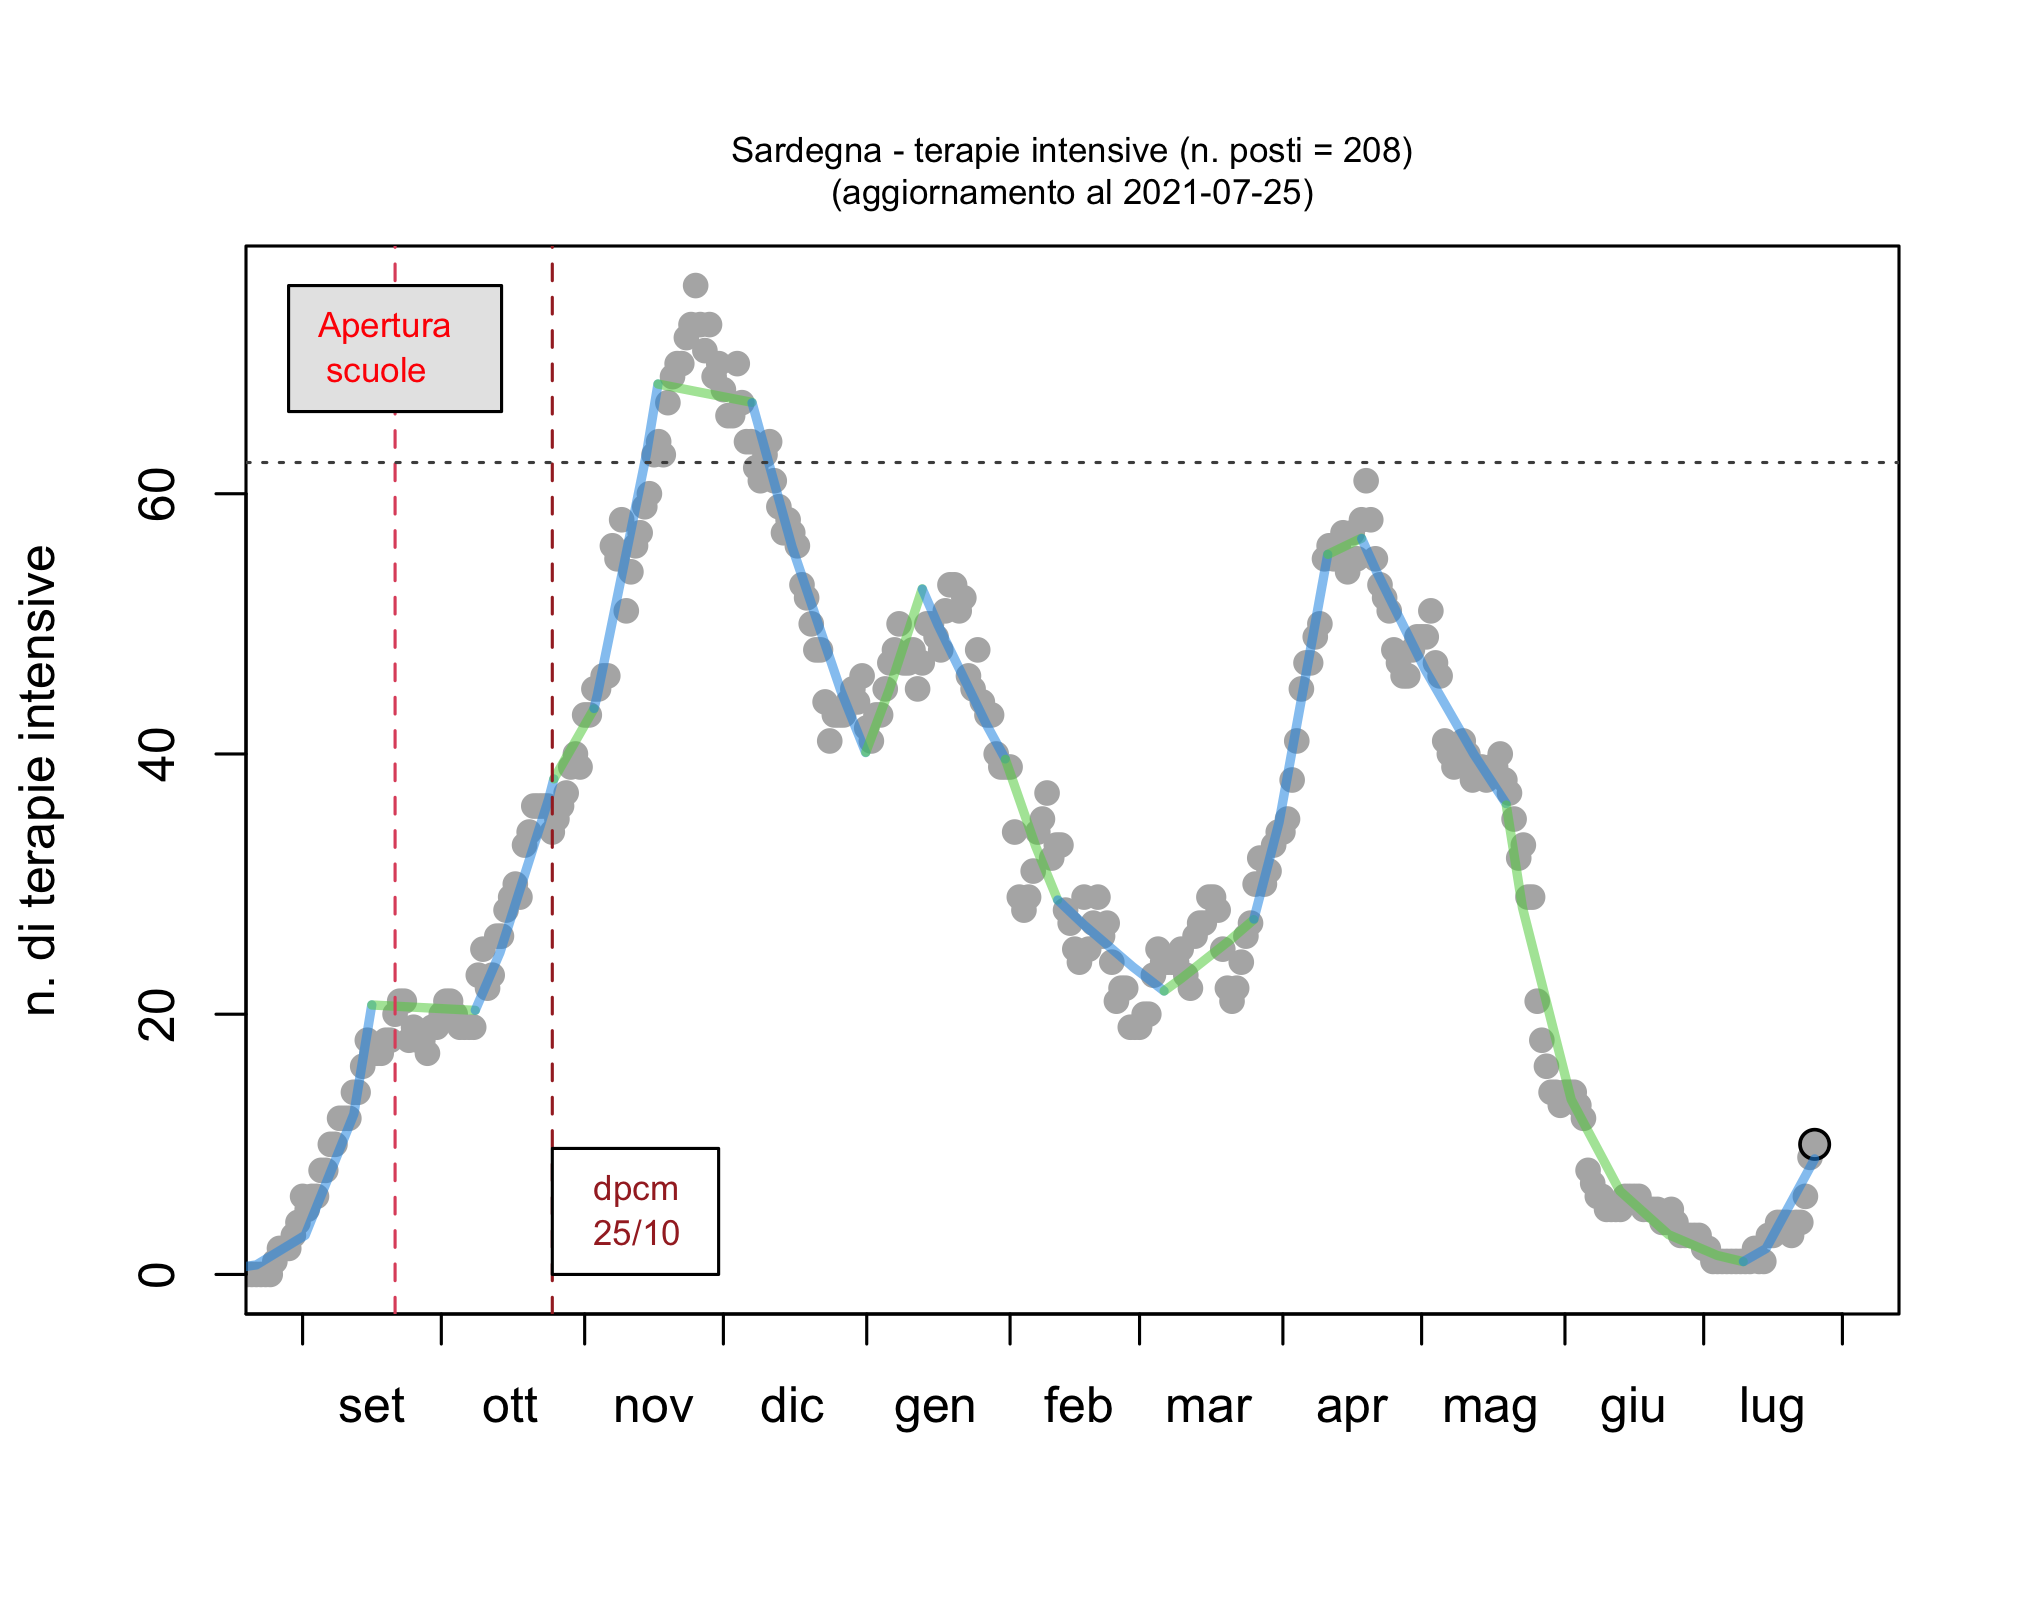 Sardegna - terapie intensive (n. posti = 208)
(aggiornamento al 2021-07-25)
Apertura
scuole
dpcm
25/10
n. di terapie intensive
60
40
20
0
set ott nov dic gen feb mar apr mag giu lug